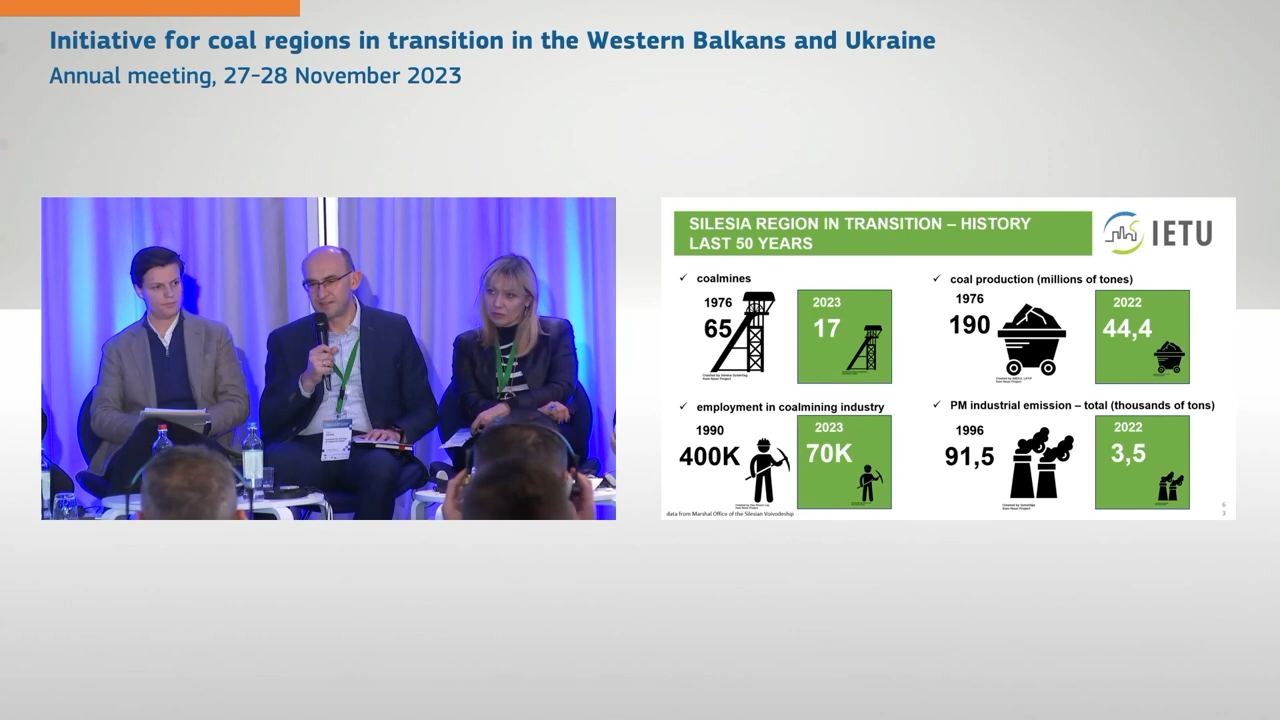 Initiative for coal regions in transition in the Western Balkans and Ukraine
Annual meeting, 27-28 November 2023
SILESIA REGION IN TRANSITION – HISTORY
LAST 50 YEARS
IETU
✓ coalmines
1976
65
2023
17
✓ coal production (millions of tones)
1976
190
2022
44,4
✓ employment in coalmining industry
1990
400K
2023
70K
✓ PM industrial emission – total (thousands of tons)
1996
91,5
2022
3,5
data from Marshal Office of the Silesian Voivodeship
6
3